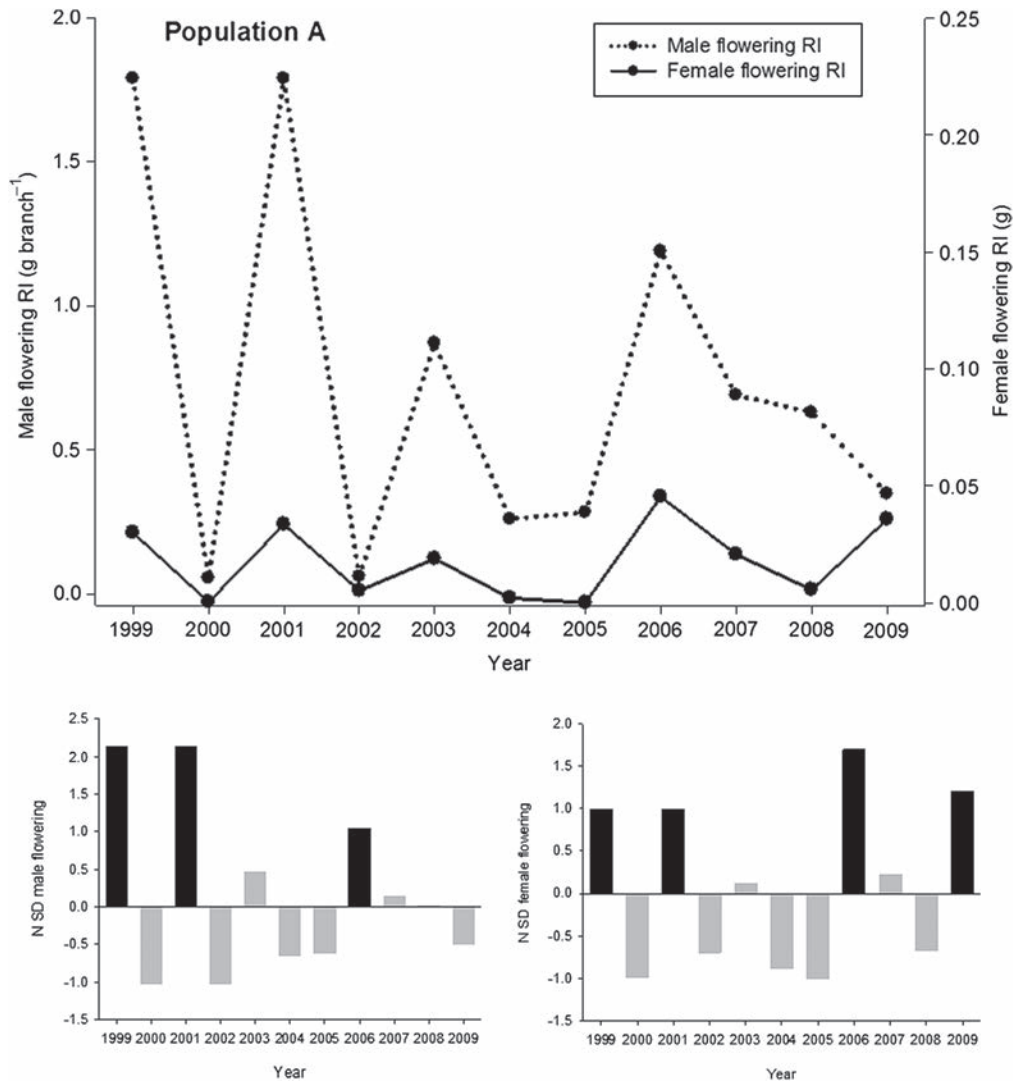 Population A
Male flowering RI
Female flowering RI
Male flowering RI (g branch⁻¹)
2.0
1.5
1.0
0.5
0.0
Female flowering RI (g)
0.25
0.20
0.15
0.10
0.05
0.00
1999 2000 2001 2002 2003 2004 2005 2006 2007 2008 2009
Year
N SD male flowering
2.5
2.0
1.5
1.0
0.5
0.0
-0.5
-1.0
-1.5
1999 2000 2001 2002 2003 2004 2005 2006 2007 2008 2009
Year
N SD female flowering
2.0
1.5
1.0
0.5
0.0
-0.5
-1.0
-1.5
1999 2000 2001 2002 2003 2004 2005 2006 2007 2008 2009
Year